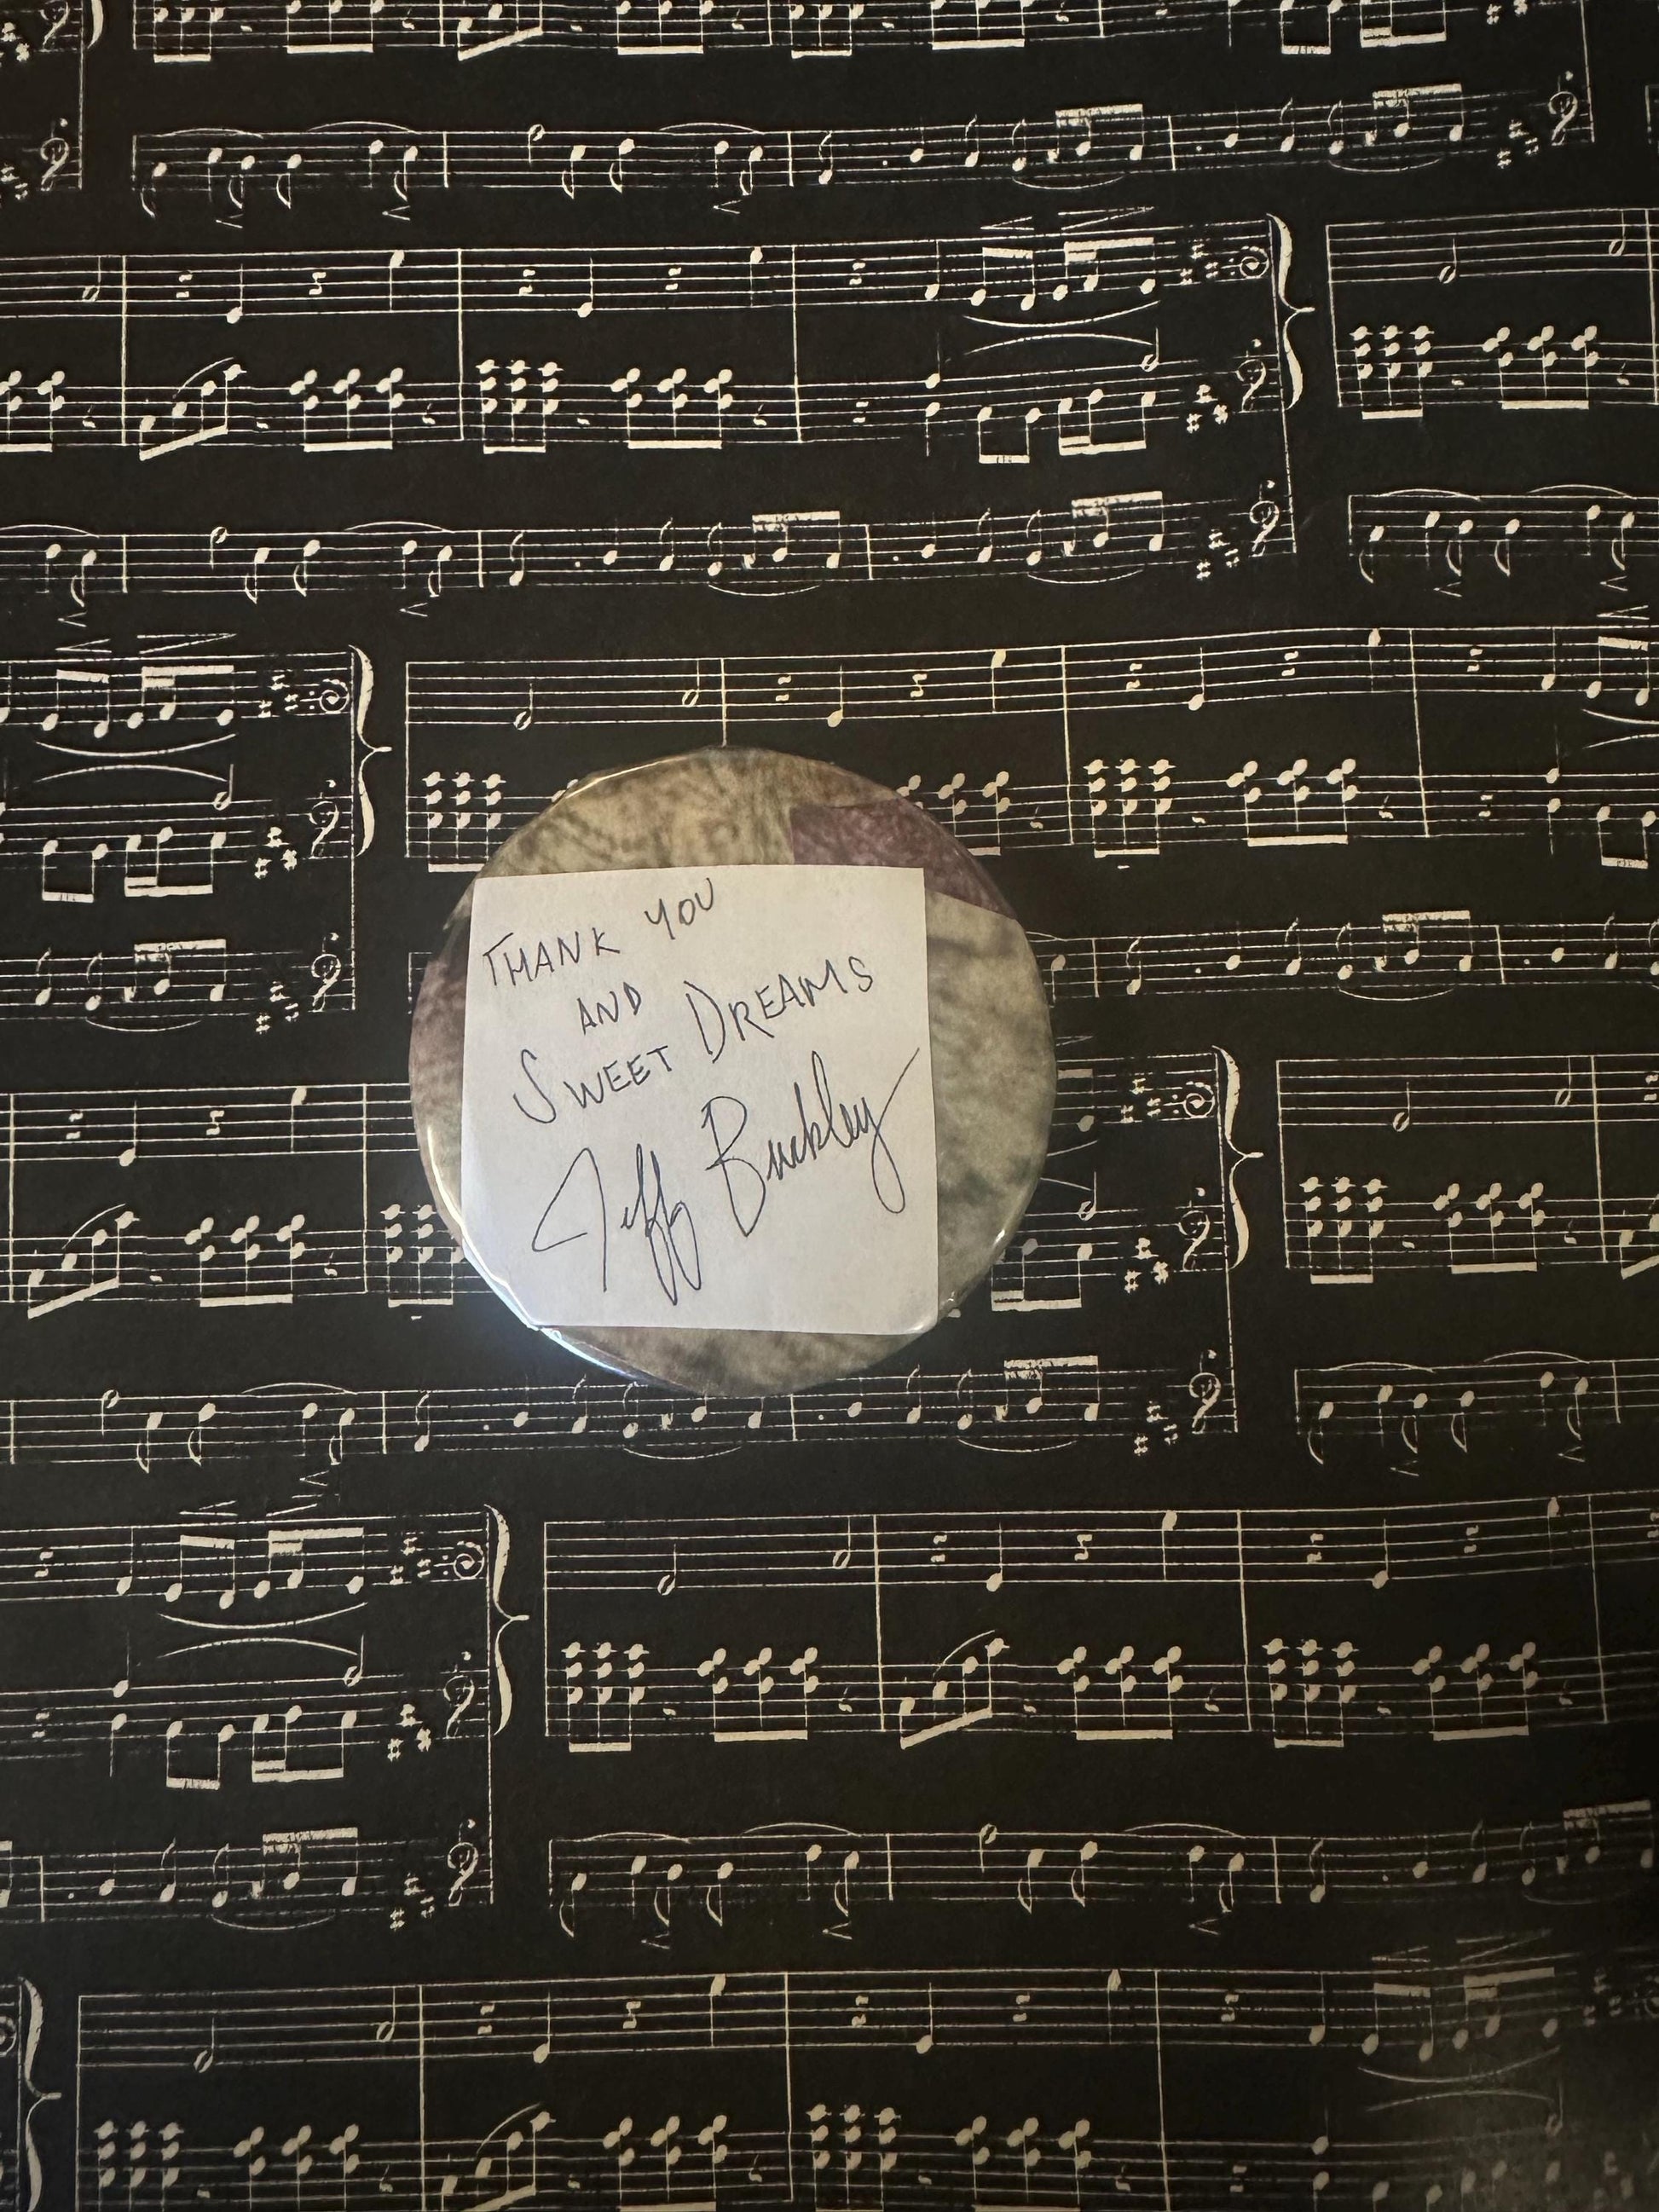 THANK YOU
AND
SWEET DREAMS
Jeff Buckley